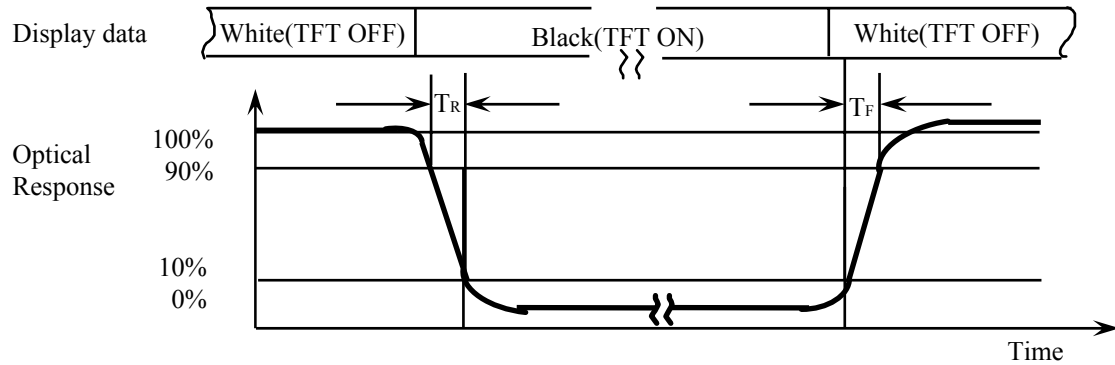 Display data
White(TFT OFF)
Black(TFT ON)
White(TFT OFF)
TR
TF
Optical
Response
100%
90%
10%
0%
Time